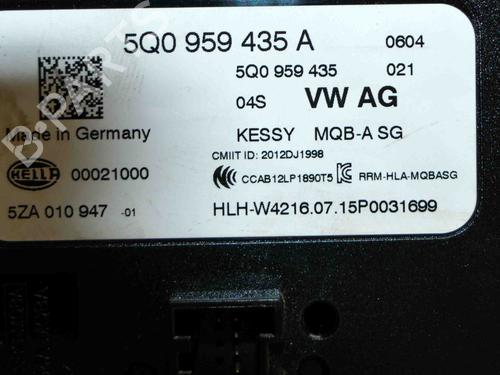 5Q0 959 435 A 0604
5Q0 959 435 021
04S VW AG
Made in Germany KESSY MQB-A SG
CMIIT ID: 2012DJ1998
HELLA 00021000 CCAB12LP1890T5 RRM-HLA-MQBASG
5ZA 010 947 -01 HLH-W4216.07.15P0031699
B-PARTS